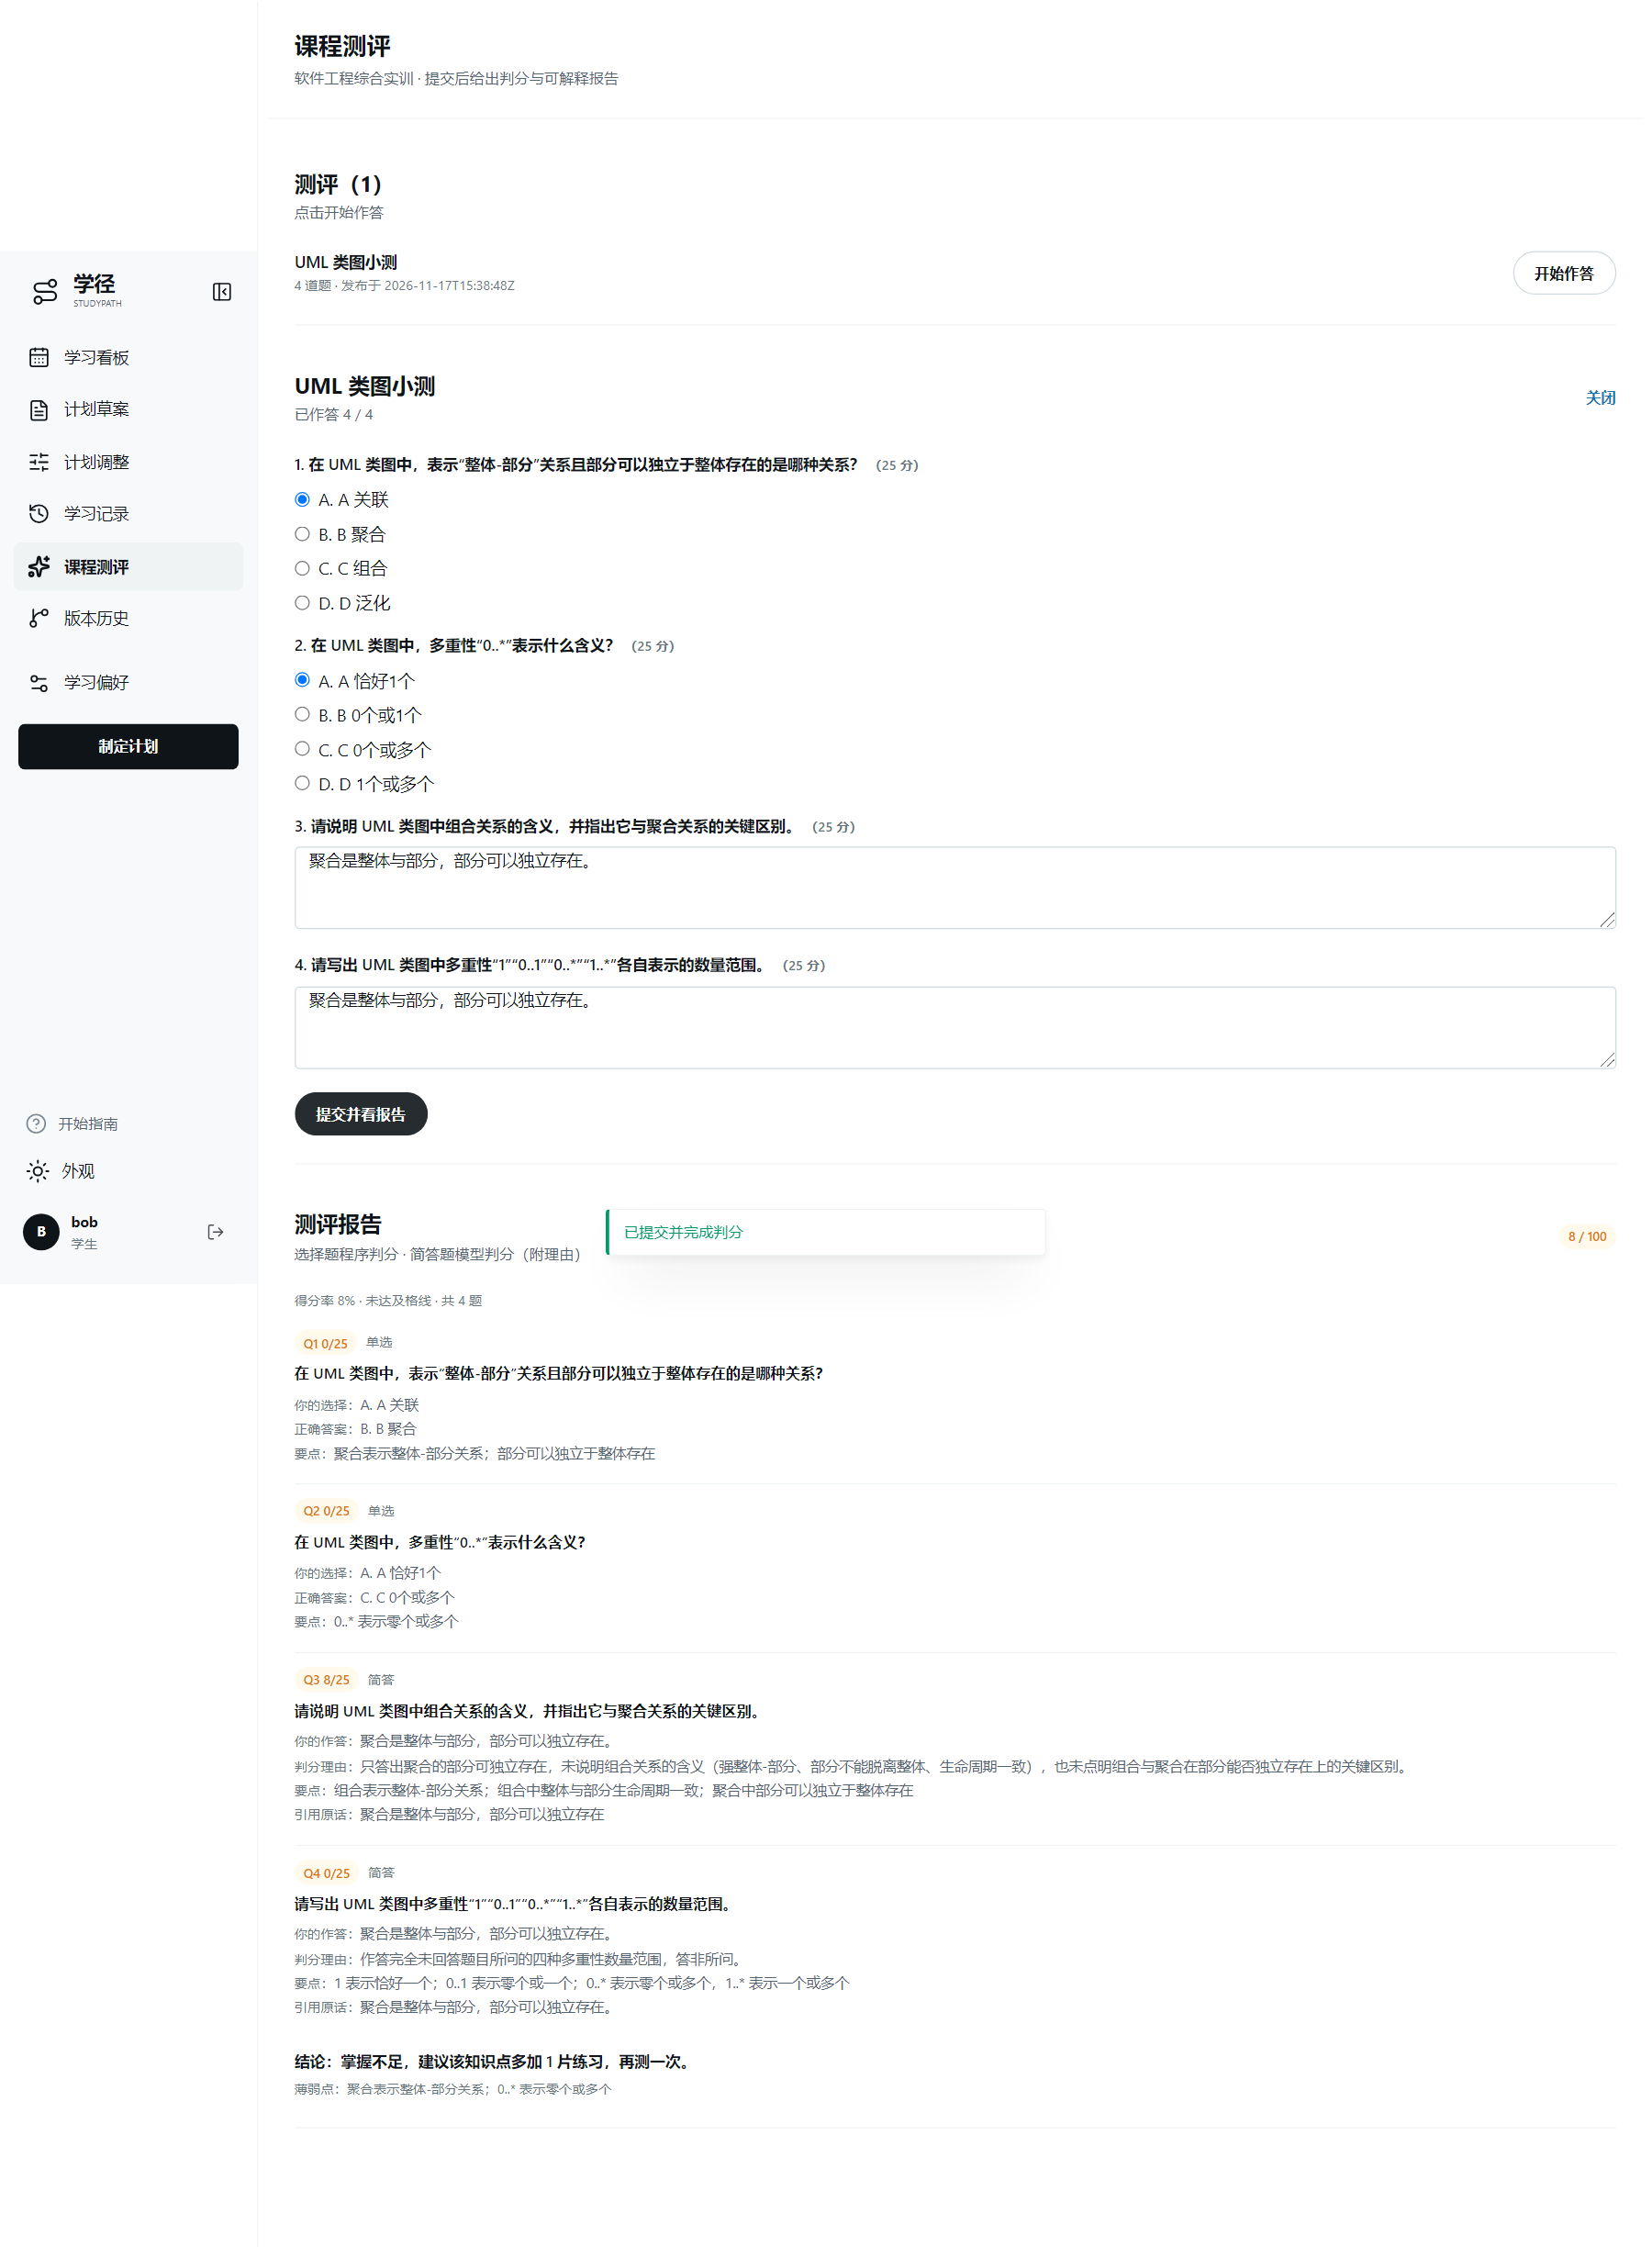 课程测评
软件工程综合实训 · 提交后给出判分与可解释报告
测评（1）
点击开始作答
UML 类图小测
4 道题 · 发布于 2026-11-17T15:38:48Z
开始作答
学径
STUDYPATH
学习看板
计划草案
计划调整
学习记录
课程测评
版本历史
学习偏好
制定计划
开始指南
外观
B
bob
学生
UML 类图小测
已作答 4 / 4
关闭
1. 在 UML 类图中，表示“整体-部分”关系且部分可以独立于整体存在的是哪种关系？ （25 分）
A. A 关联
B. B 聚合
C. C 组合
D. D 泛化
2. 在 UML 类图中，多重性“0..*”表示什么含义？ （25 分）
A. A 恰好1个
B. B 0个或1个
C. C 0个或多个
D. D 1个或多个
3. 请说明 UML 类图中组合关系的含义，并指出它与聚合关系的关键区别。 （25 分）
聚合是整体与部分，部分可以独立存在。
4. 请写出 UML 类图中多重性“1”“0..1”“0..*”“1..*”各自表示的数量范围。 （25 分）
聚合是整体与部分，部分可以独立存在。
提交并看报告
测评报告
选择题程序判分 · 简答题模型判分（附理由）
已提交并完成判分
8 / 100
得分率 8% · 未达及格线 · 共 4 题
Q1 0/25 单选
在 UML 类图中，表示“整体-部分”关系且部分可以独立于整体存在的是哪种关系？
你的选择：A. A 关联
正确答案：B. B 聚合
要点：聚合表示整体-部分关系；部分可以独立于整体存在
Q2 0/25 单选
在 UML 类图中，多重性“0..*”表示什么含义？
你的选择：A. A 恰好1个
正确答案：C. C 0个或多个
要点：0..* 表示零个或多个
Q3 8/25 简答
请说明 UML 类图中组合关系的含义，并指出它与聚合关系的关键区别。
你的作答：聚合是整体与部分，部分可以独立存在。
判分理由：只答出聚合的部分可独立存在，未说明组合关系的含义（强整体-部分、部分不能脱离整体、生命周期一致），也未点明组合与聚合在部分能否独立存在上的关键区别。
要点：组合表示整体-部分关系；组合中整体与部分生命周期一致；聚合中部分可以独立于整体存在
引用原话：聚合是整体与部分，部分可以独立存在
Q4 0/25 简答
请写出 UML 类图中多重性“1”“0..1”“0..*”“1..*”各自表示的数量范围。
你的作答：聚合是整体与部分，部分可以独立存在。
判分理由：作答完全未回答题目所问的四种多重性数量范围，答非所问。
要点：1 表示恰好一个；0..1 表示零个或一个；0..* 表示零个或多个，1..* 表示一个或多个
引用原话：聚合是整体与部分，部分可以独立存在。
结论：掌握不足，建议该知识点多加 1 片练习，再测一次。
薄弱点：聚合表示整体-部分关系；0..* 表示零个或多个